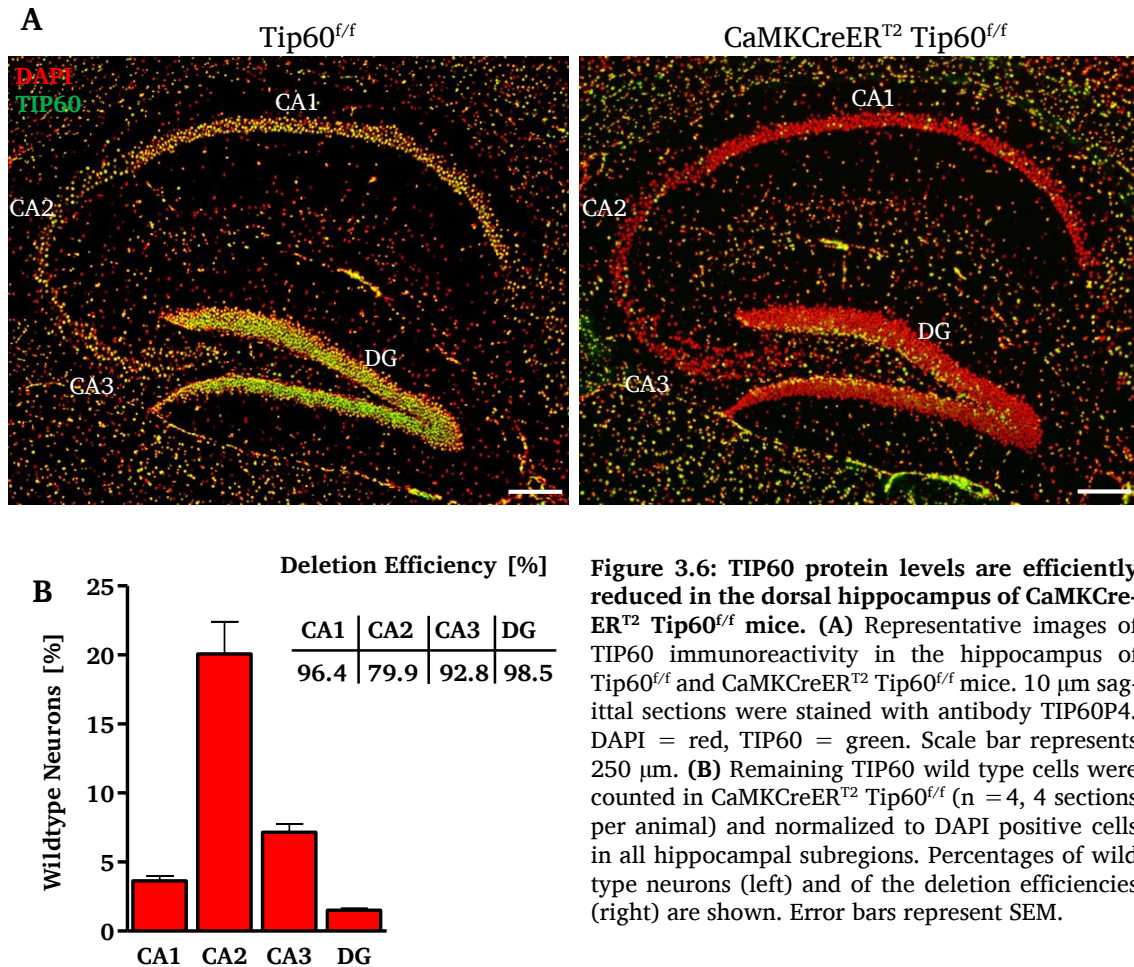 A
Tip60f/f
CaMKCreERT2 Tip60f/f
DAPI
TIP60
CA1
CA2
CA3
DG
CA1
CA2
CA3
DG
B
Wildtype Neurons [%]
25
20
15
10
5
0
CA1 CA2 CA3 DG
Deletion Efficiency [%]
CA1 CA2 CA3 DG
96.4 79.9 92.8 98.5
Figure 3.6: TIP60 protein levels are efficiently
reduced in the dorsal hippocampus of CaMKCre-
ERT2 Tip60f/f mice. (A) Representative images of
TIP60 immunoreactivity in the hippocampus of
Tip60f/f and CaMKCreERT2 Tip60f/f mice. 10 μm sag-
ittal sections were stained with antibody TIP60P4.
DAPI = red, TIP60 = green. Scale bar represents
250 μm. (B) Remaining TIP60 wild type cells were
counted in CaMKCreERT2 Tip60f/f (n = 4, 4 sections
per animal) and normalized to DAPI positive cells
in all hippocampal subregions. Percentages of wild
type neurons (left) and of the deletion efficiencies
(right) are shown. Error bars represent SEM.